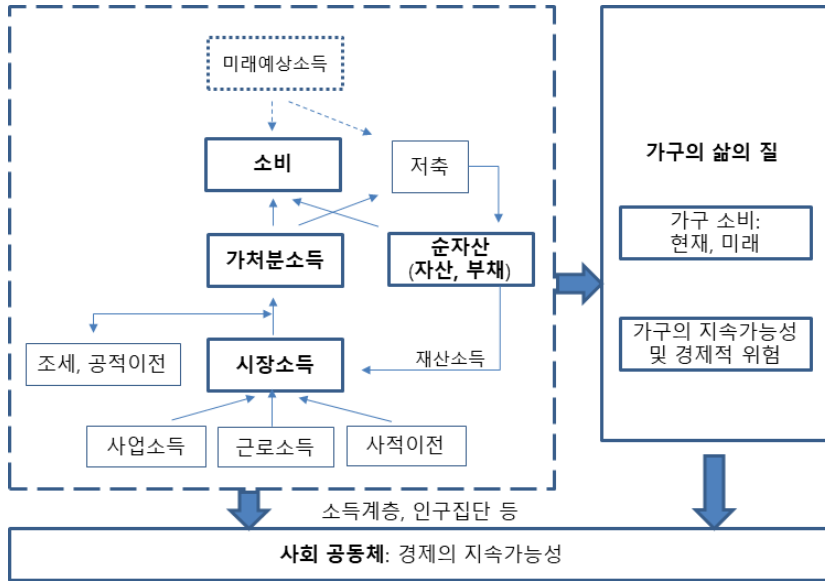 미래예상소득
소비
저축
가처분소득
순자산
(자산, 부채)
조세, 공적이전
시장소득
재산소득
사업소득
근로소득
사적이전
가구의 삶의 질
가구 소비:
현재, 미래
가구의 지속가능성
및 경제적 위험
소득계층, 인구집단 등
사회 공동체: 경제의 지속가능성